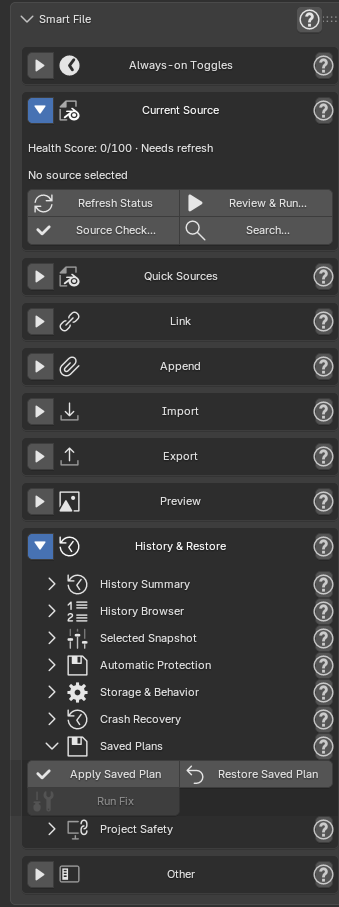 Smart File
Always-on Toggles
Current Source
Health Score: 0/100 · Needs refresh
No source selected
Refresh Status
Review & Run...
Source Check...
Search...
Quick Sources
Link
Append
Import
Export
Preview
History & Restore
History Summary
History Browser
Selected Snapshot
Automatic Protection
Storage & Behavior
Crash Recovery
Saved Plans
Apply Saved Plan
Restore Saved Plan
Run Fix
Project Safety
Other